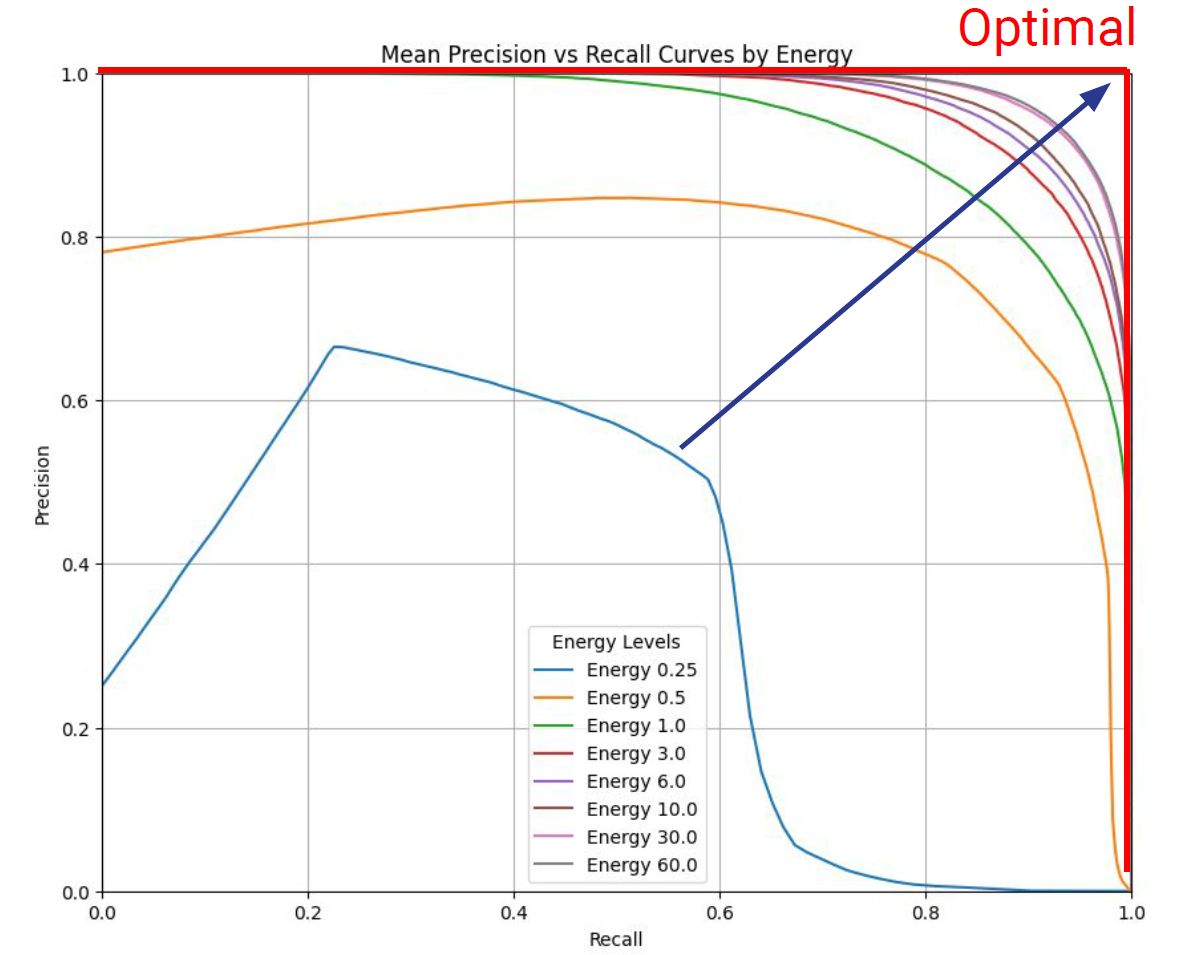 Optimal
Mean Precision vs Recall Curves by Energy
1.0
0.8
0.6
0.4
0.2
0.0
Precision
Energy Levels
Energy 0.25
Energy 0.5
Energy 1.0
Energy 3.0
Energy 6.0
Energy 10.0
Energy 30.0
Energy 60.0
0.0 0.2 0.4 0.6 0.8 1.0
Recall